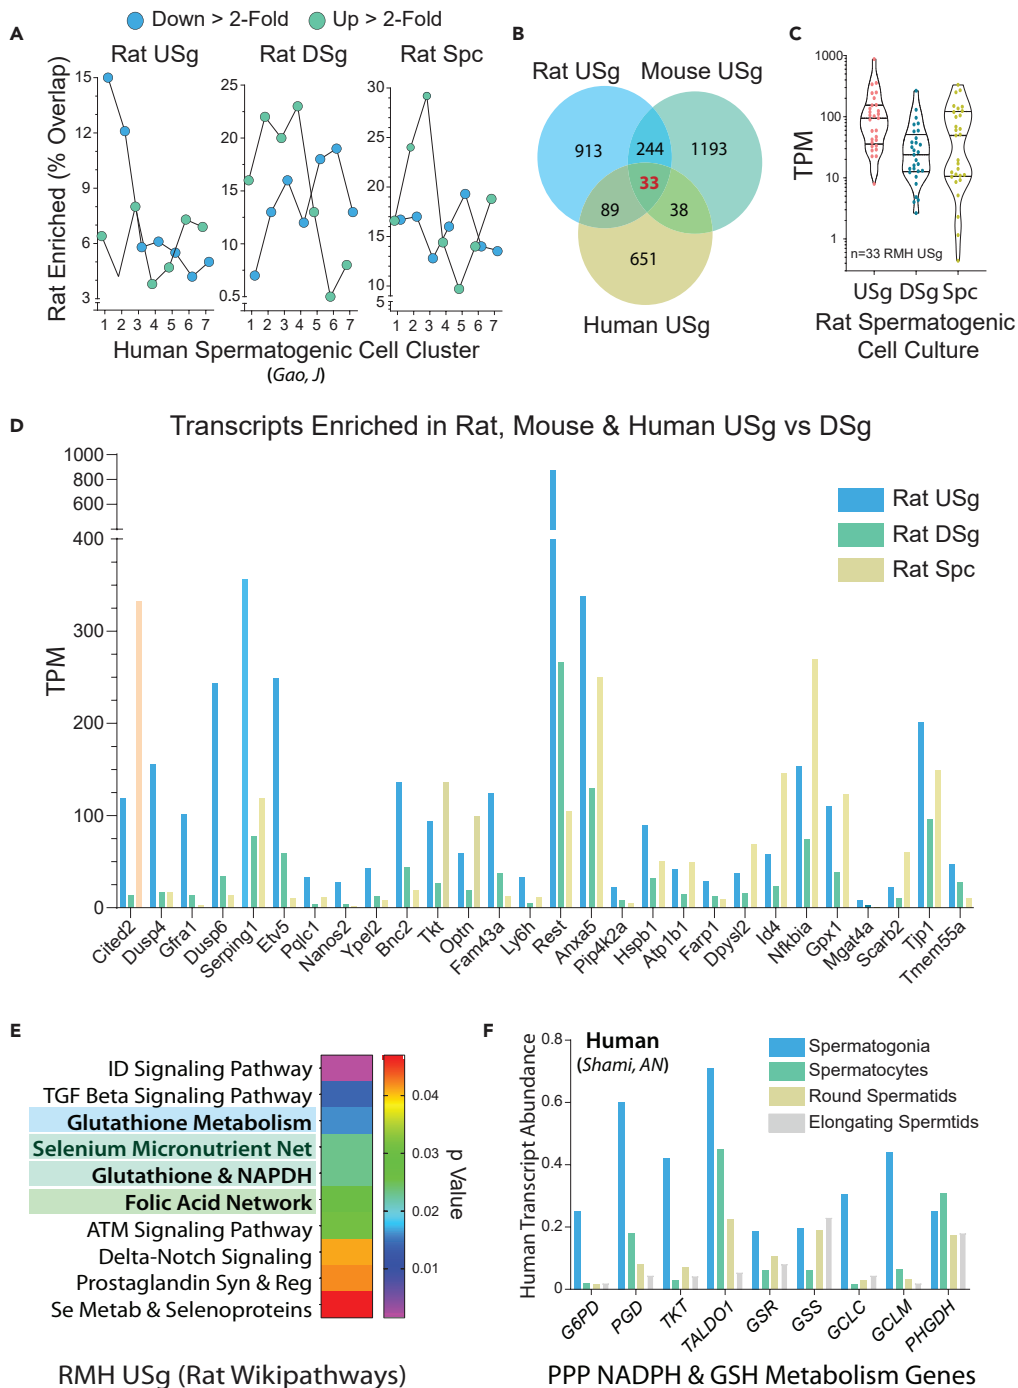 Down > 2-Fold Up > 2-Fold
A
Rat USg Rat DSg Rat Spc
Rat Enriched (% Overlap)
15
12
9
6
3
25
20
15
10
5
0.5
30
25
20
15
10
5
1 2 3 4 5 6 7
1 2 3 4 5 6 7
1 2 3 4 5 6 7
Human Spermatogenic Cell Cluster
(Gao, J)
B
Rat USg Mouse USg
913 244 1193
33
89 38
651
Human USg
C
TPM
1000
100
10
1
n=33 RMH USg
USg DSg Spc
Rat Spermatogenic
Cell Culture
D
Transcripts Enriched in Rat, Mouse & Human USg vs DSg
TPM
1000
800
600
400
300
200
100
0
Rat USg
Rat DSg
Rat Spc
Cited2
Dusp4
Gfra1
Dusp6
Serping1
Etv5
Pqlc1
Nanos2
Ypel2
Bnc2
Tkt
Optn
Fam43a
Ly6h
Rest
Anxa5
Pip4k2a
Hspb1
Atp1b1
Farp1
Dpysl2
Id4
Nfkbia
Gpx1
Mgat4a
Scarb2
Tjp1
Tmem55a
E
ID Signaling Pathway
TGF Beta Signaling Pathway
Glutathione Metabolism
Selenium Micronutrient Net
Glutathione & NAPDH
Folic Acid Network
ATM Signaling Pathway
Delta-Notch Signaling
Prostaglandin Syn & Reg
Se Metab & Selenoproteins
0.04
0.03
0.02
0.01
p Value
RMH USg (Rat Wikipathways)
F
Human
(Shami, AN)
Human Transcript Abundance
0.8
0.6
0.4
0.2
0
Spermatogonia
Spermatocytes
Round Spermatids
Elongating Spermtids
G6PD
PGD
TKT
TALDO1
GSR
GSS
GCLC
GCLM
PHGDH
PPP NADPH & GSH Metabolism Genes